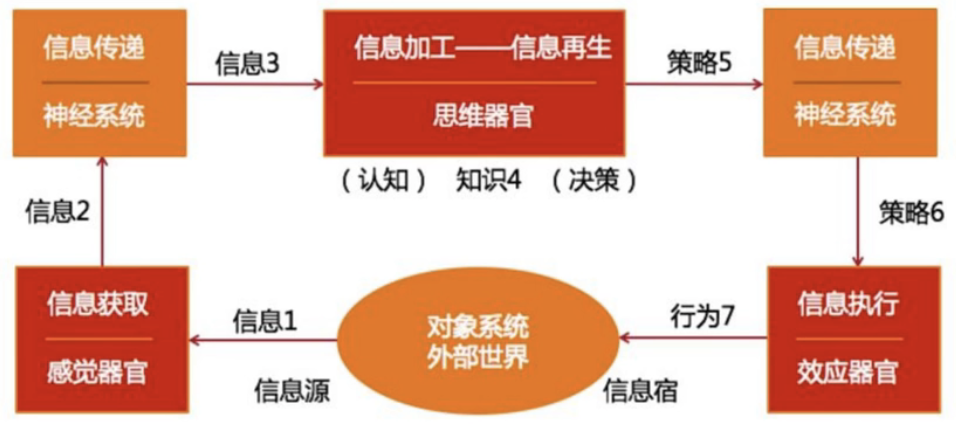 信息传递
神经系统
信息3
信息加工——信息再生
思维器官
策略5
信息传递
神经系统
（认知） 知识4 （决策）
信息2
策略6
信息获取
感觉器官
信息1
信息源
对象系统
外部世界
行为7
信息宿
信息执行
效应器官